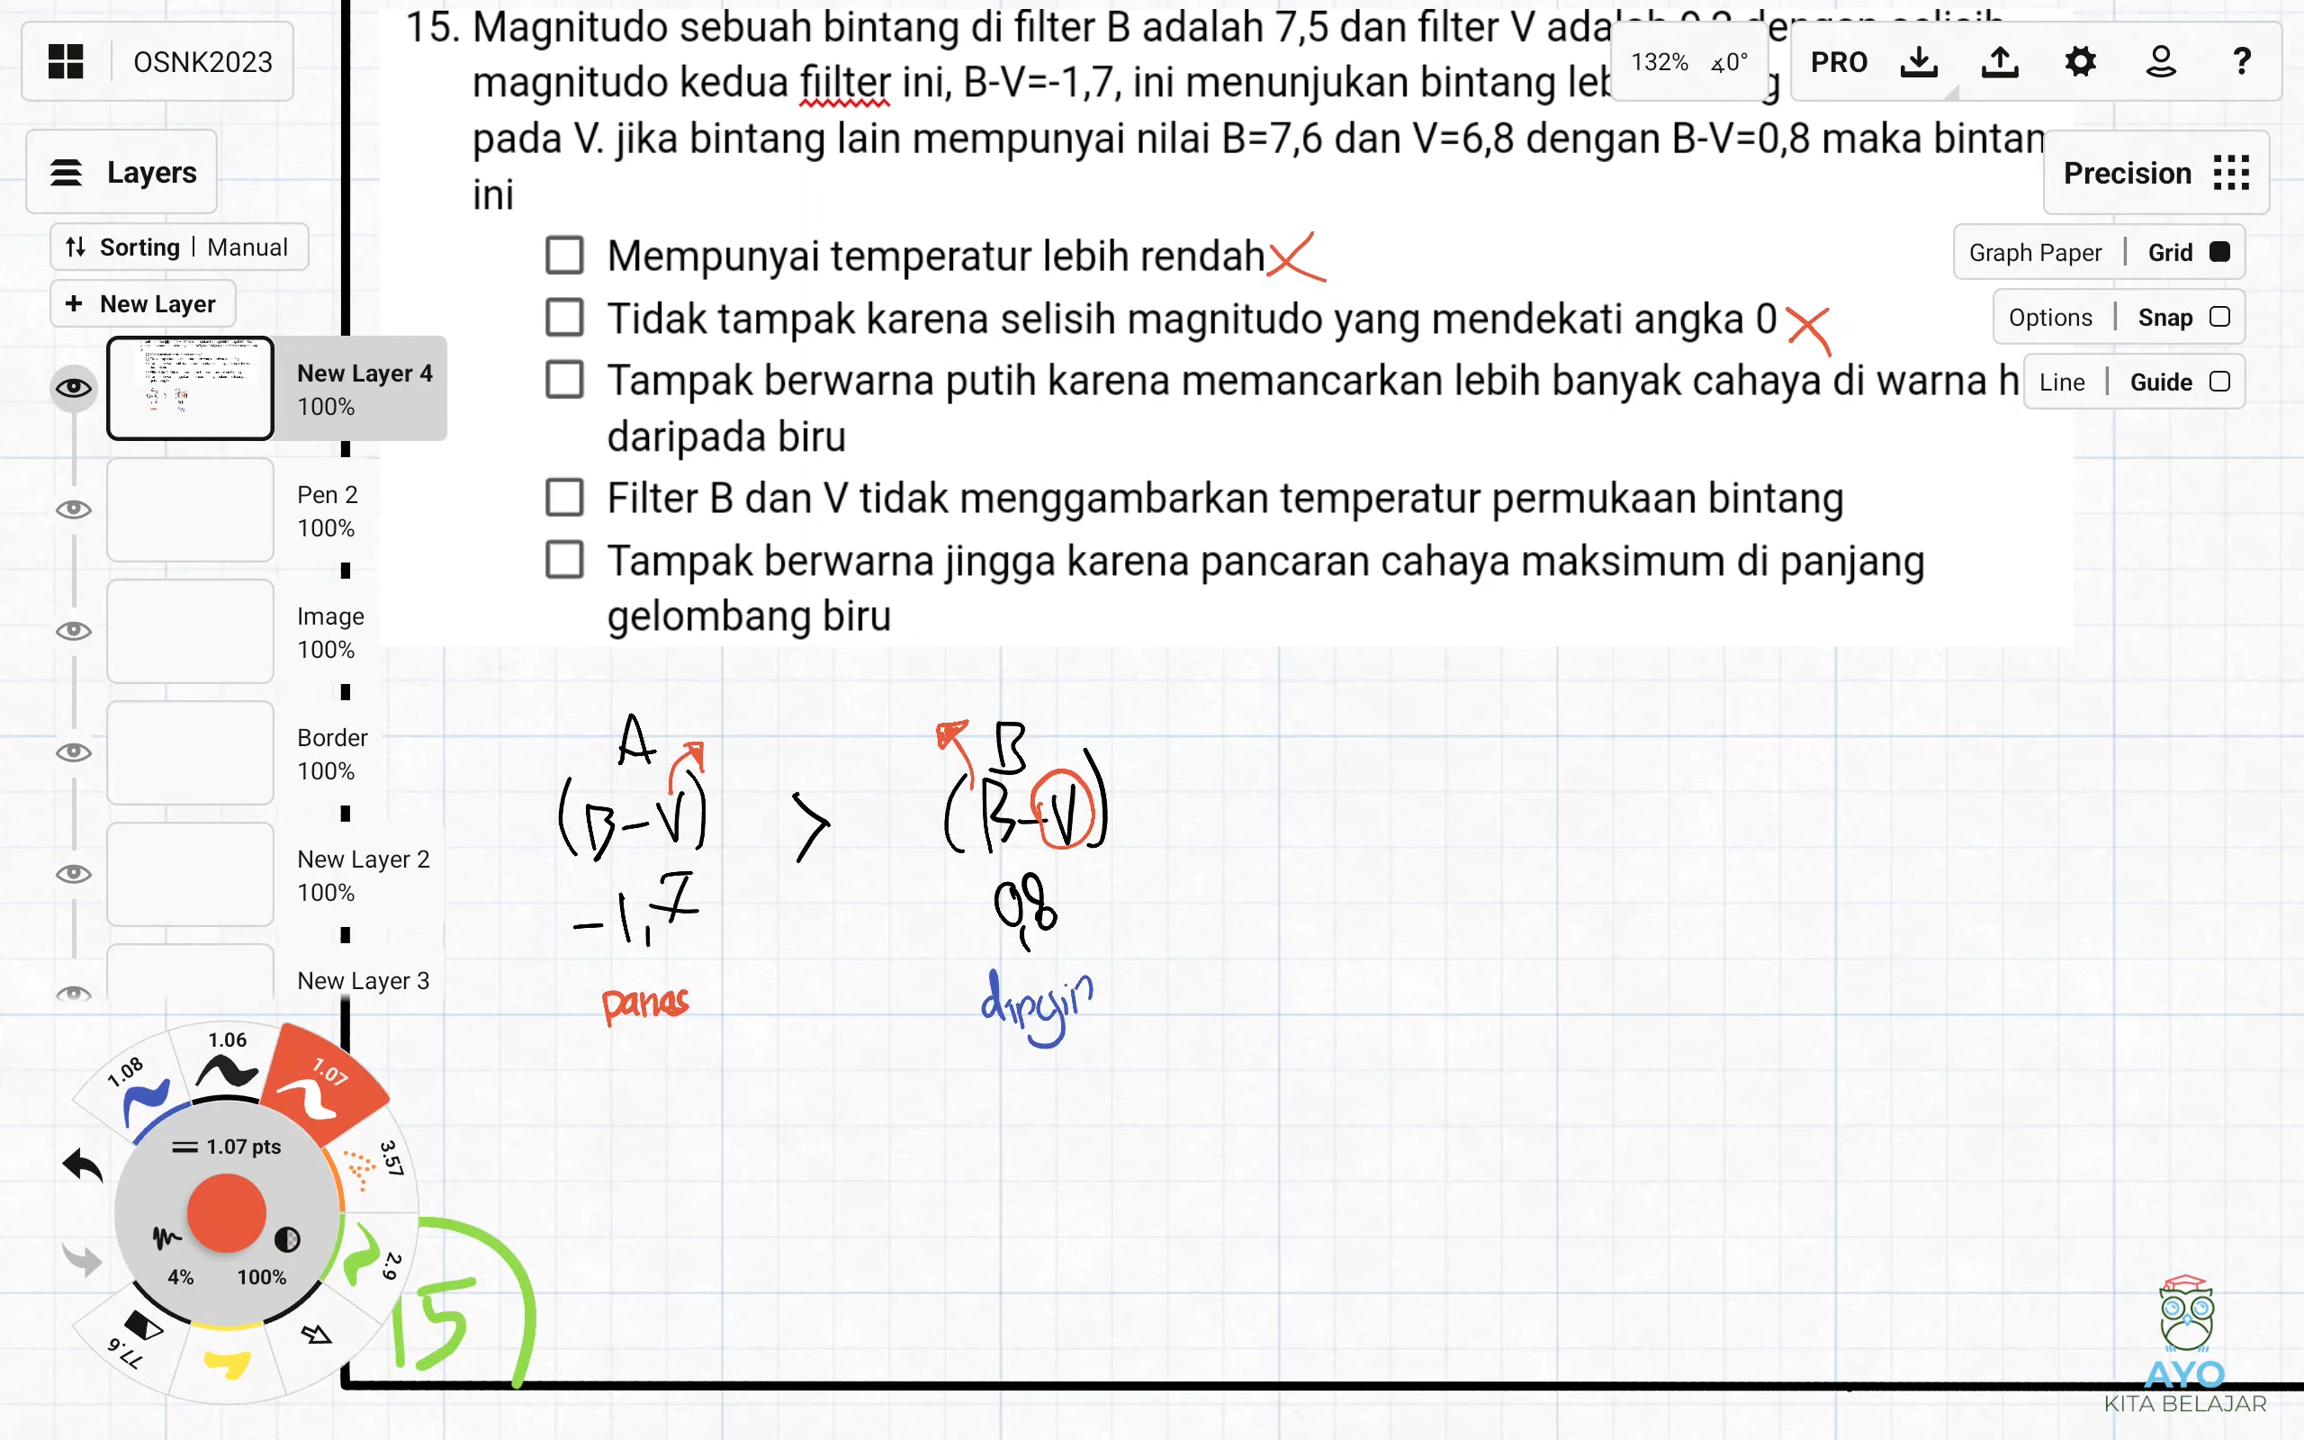 OSNK2023
132% ∡0°
PRO
?
Layers
Sorting | Manual
+ New Layer
New Layer 4
100%
Pen 2
100%
Image
100%
Border
100%
New Layer 2
100%
New Layer 3
Precision
Graph Paper | Grid
Options | Snap
Line | Guide
15. Magnitudo sebuah bintang di filter B adalah 7,5 dan filter V adalah 9,2 dengan selisih
magnitudo kedua fiilter ini, B-V=-1,7, ini menunjukan bintang
pada V. jika bintang lain mempunyai nilai B=7,6 dan V=6,8 dengan B-V=0,8 maka bintan
ini
Mempunyai temperatur lebih rendah
Tidak tampak karena selisih magnitudo yang mendekati angka 0
Tampak berwarna putih karena memancarkan lebih banyak cahaya di warna h
daripada biru
Filter B dan V tidak menggambarkan temperatur permukaan bintang
Tampak berwarna jingga karena pancaran cahaya maksimum di panjang
gelombang biru
A B
(B-V) > (B-V)
-1,7 0,8
panas dingin
1.08
1.06
1.07
3.57
2.9
77.6
1.07 pts
4% 100%
15)
AYO
KITA BELAJAR